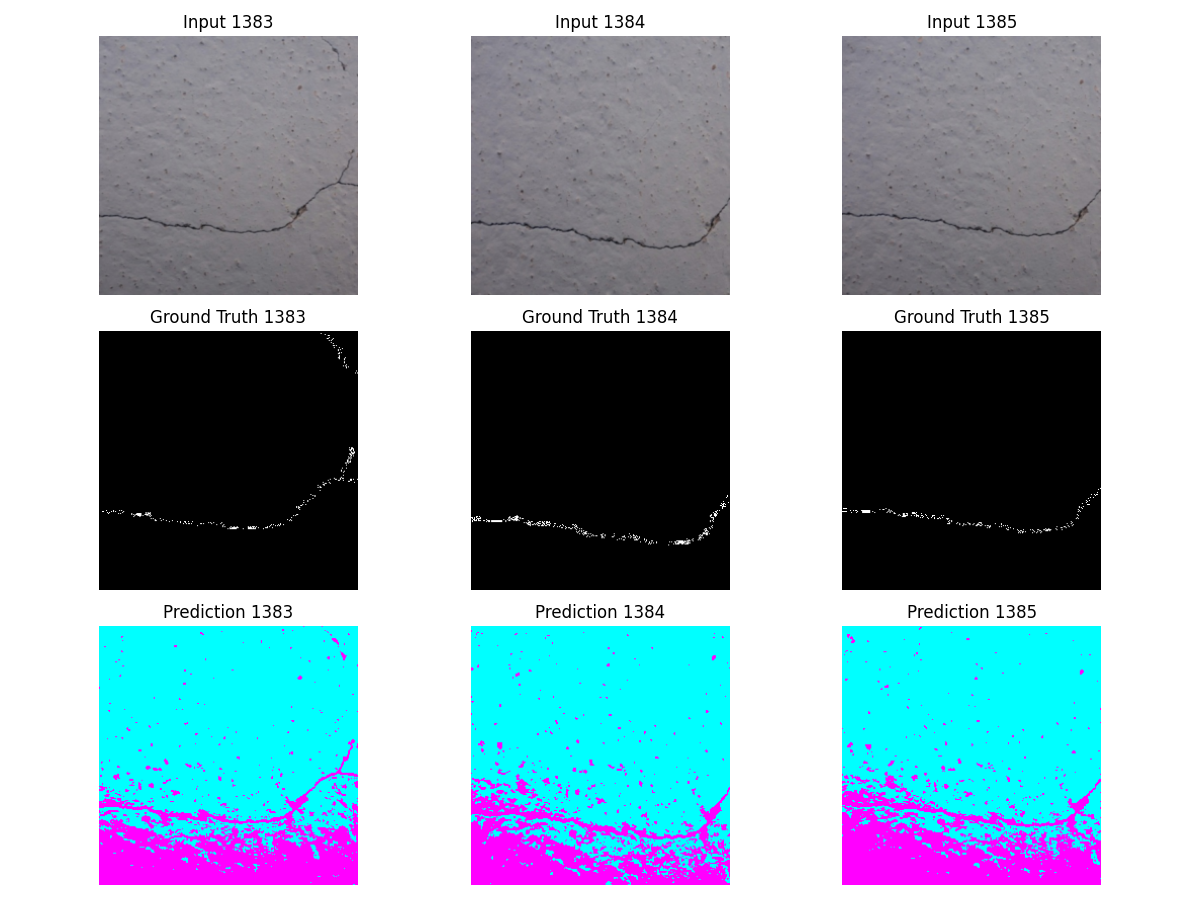 Input 1383
Input 1384
Input 1385
Ground Truth 1383
Ground Truth 1384
Ground Truth 1385
Prediction 1383
Prediction 1384
Prediction 1385